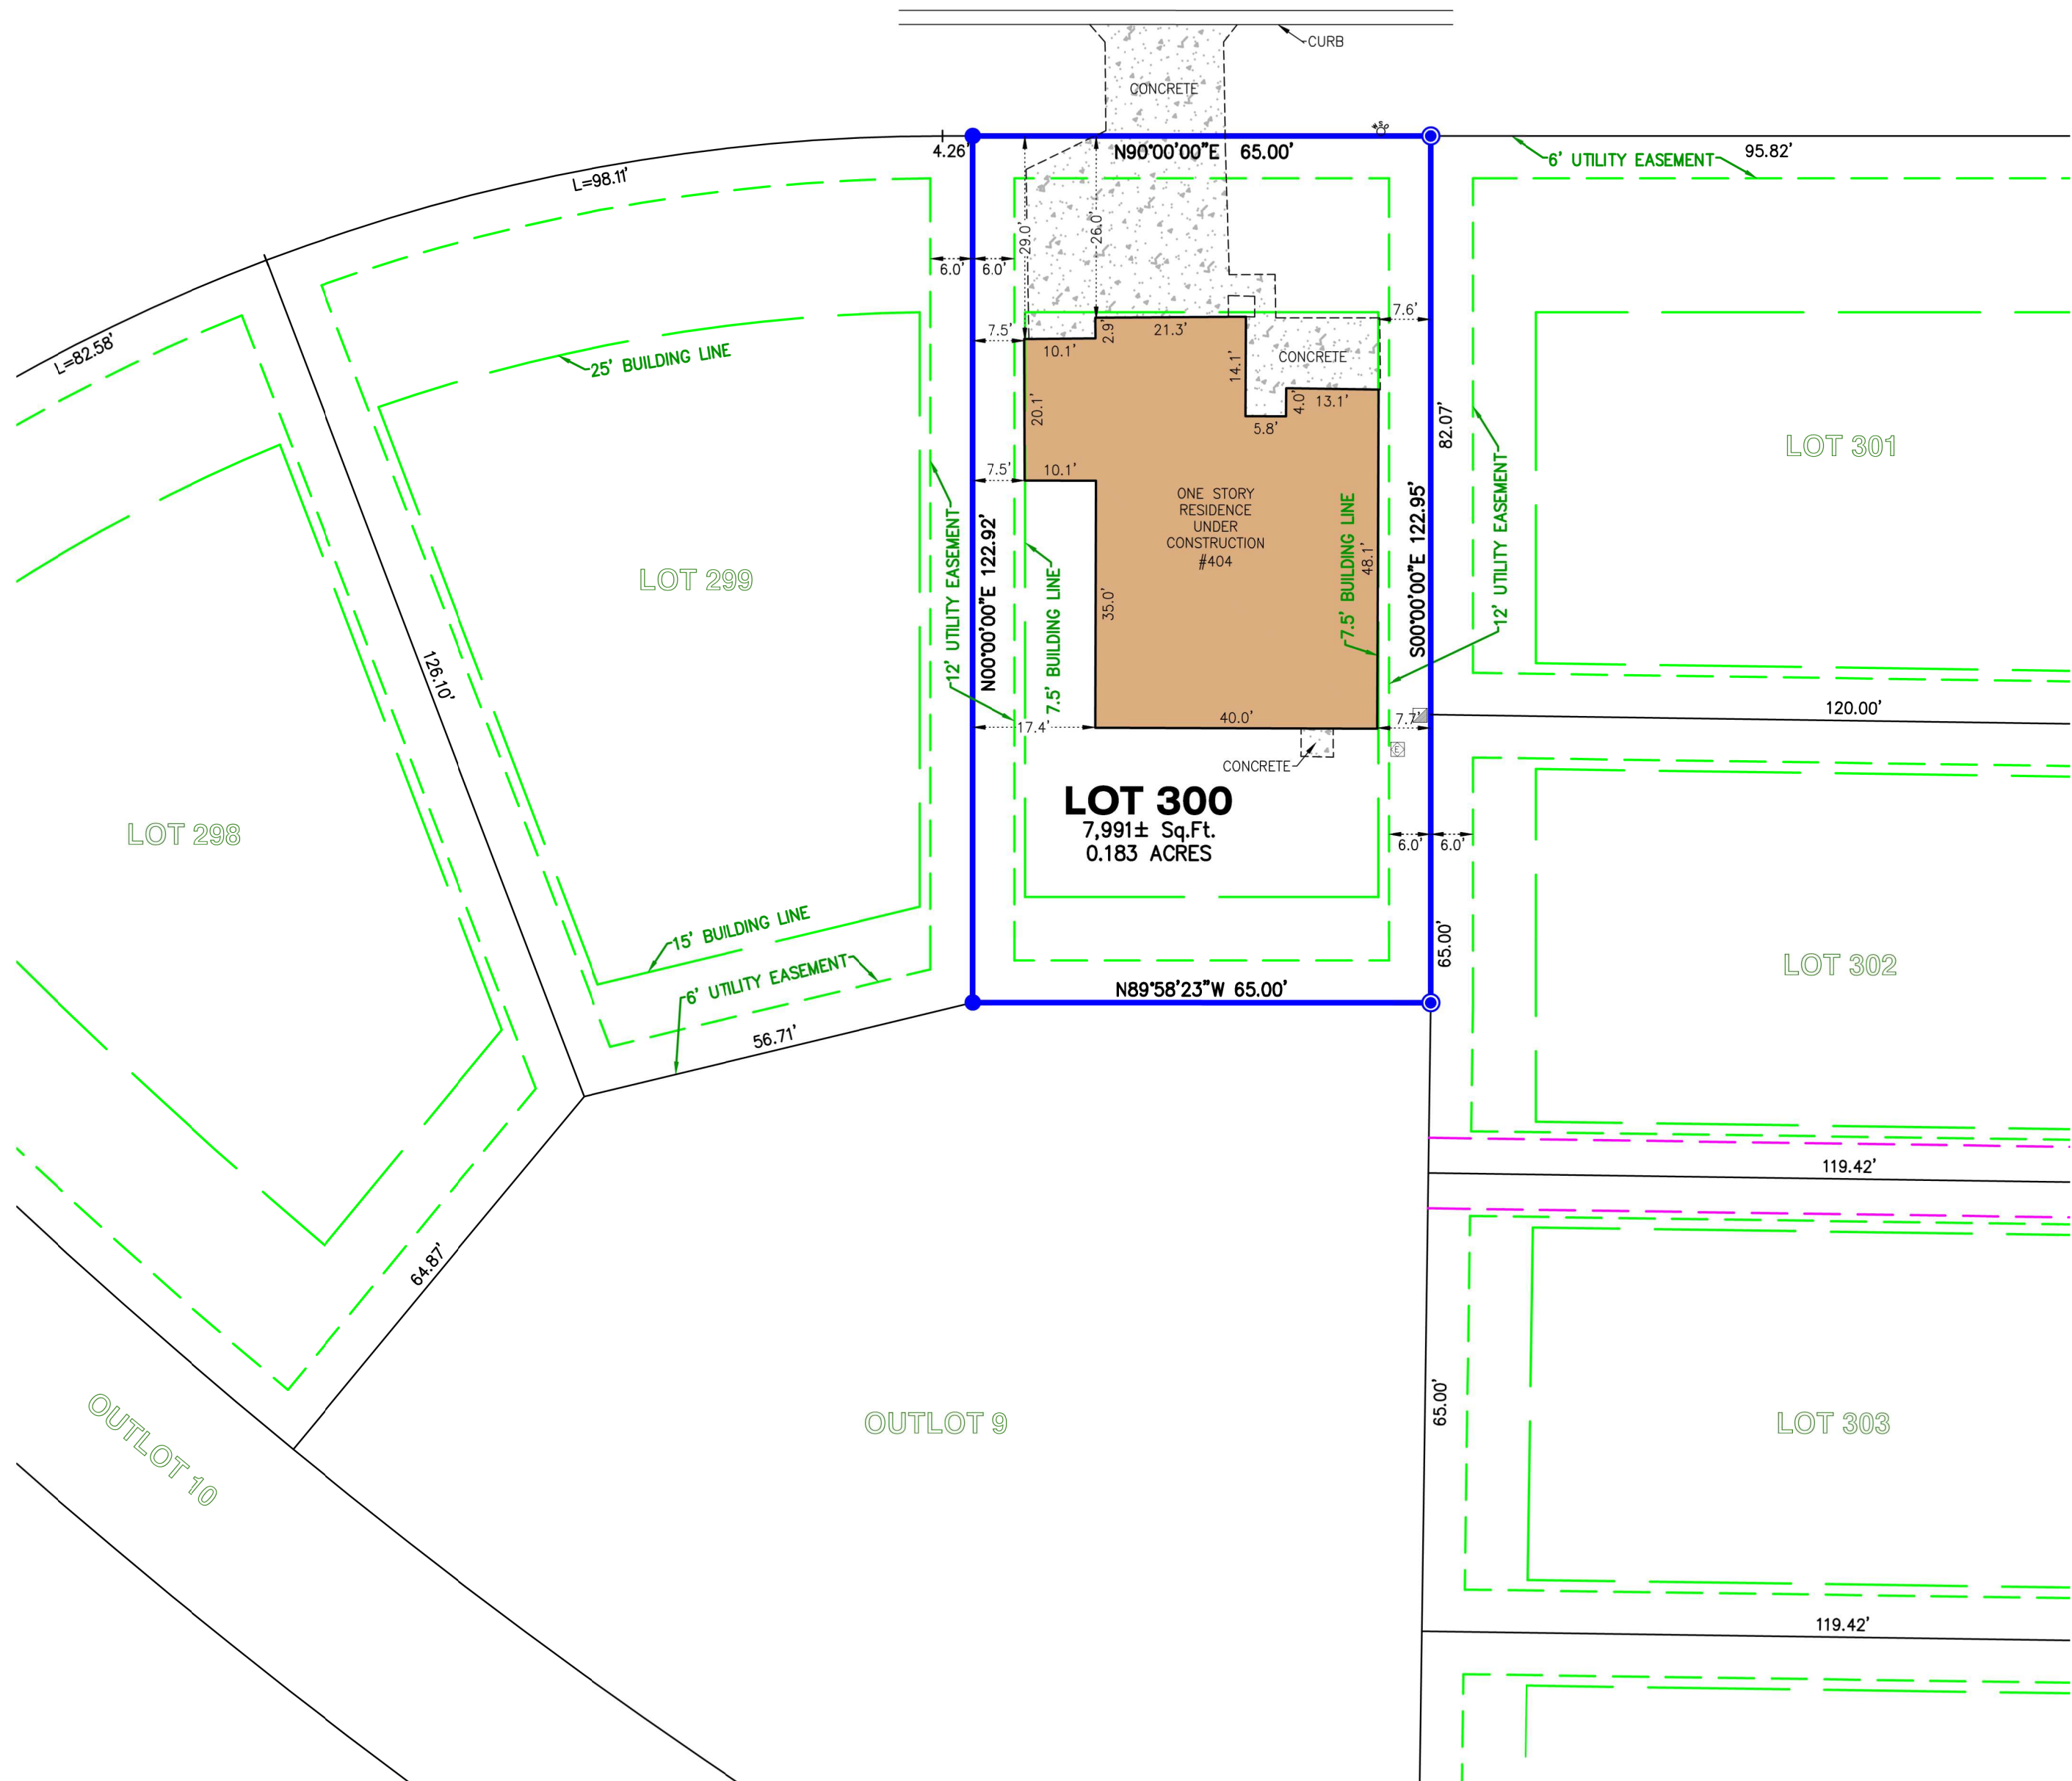 CURB
CONCRETE
4.26'
N90°00'00"E 65.00'
6' UTILITY EASEMENT
95.82'
L=98.11'
29.0'
26.0'
6.0'
6.0'
7.5'
10.1'
2.9'
21.3'
7.6'
L=82.58'
25' BUILDING LINE
14.1'
CONCRETE
20.1'
5.8'
4.0'
13.1'
82.07'
LOT 301
7.5'
10.1'
ONE STORY
RESIDENCE
UNDER
CONSTRUCTION
#404
7.5' BUILDING LINE
48.1'
S00°00'00"E 122.95'
12' UTILITY EASEMENT
LOT 299
12' UTILITY EASEMENT
N00°00'00"E 122.92'
7.5' BUILDING LINE
35.0'
126.10'
17.4'
40.0'
7.7'
120.00'
E
CONCRETE
LOT 300
7,991± Sq.Ft.
0.183 ACRES
6.0'
6.0'
LOT 298
15' BUILDING LINE
6' UTILITY EASEMENT
65.00'
LOT 302
N89°58'23"W 65.00'
56.71'
119.42'
64.87'
65.00'
OUTLOT 10
OUTLOT 9
LOT 303
119.42'